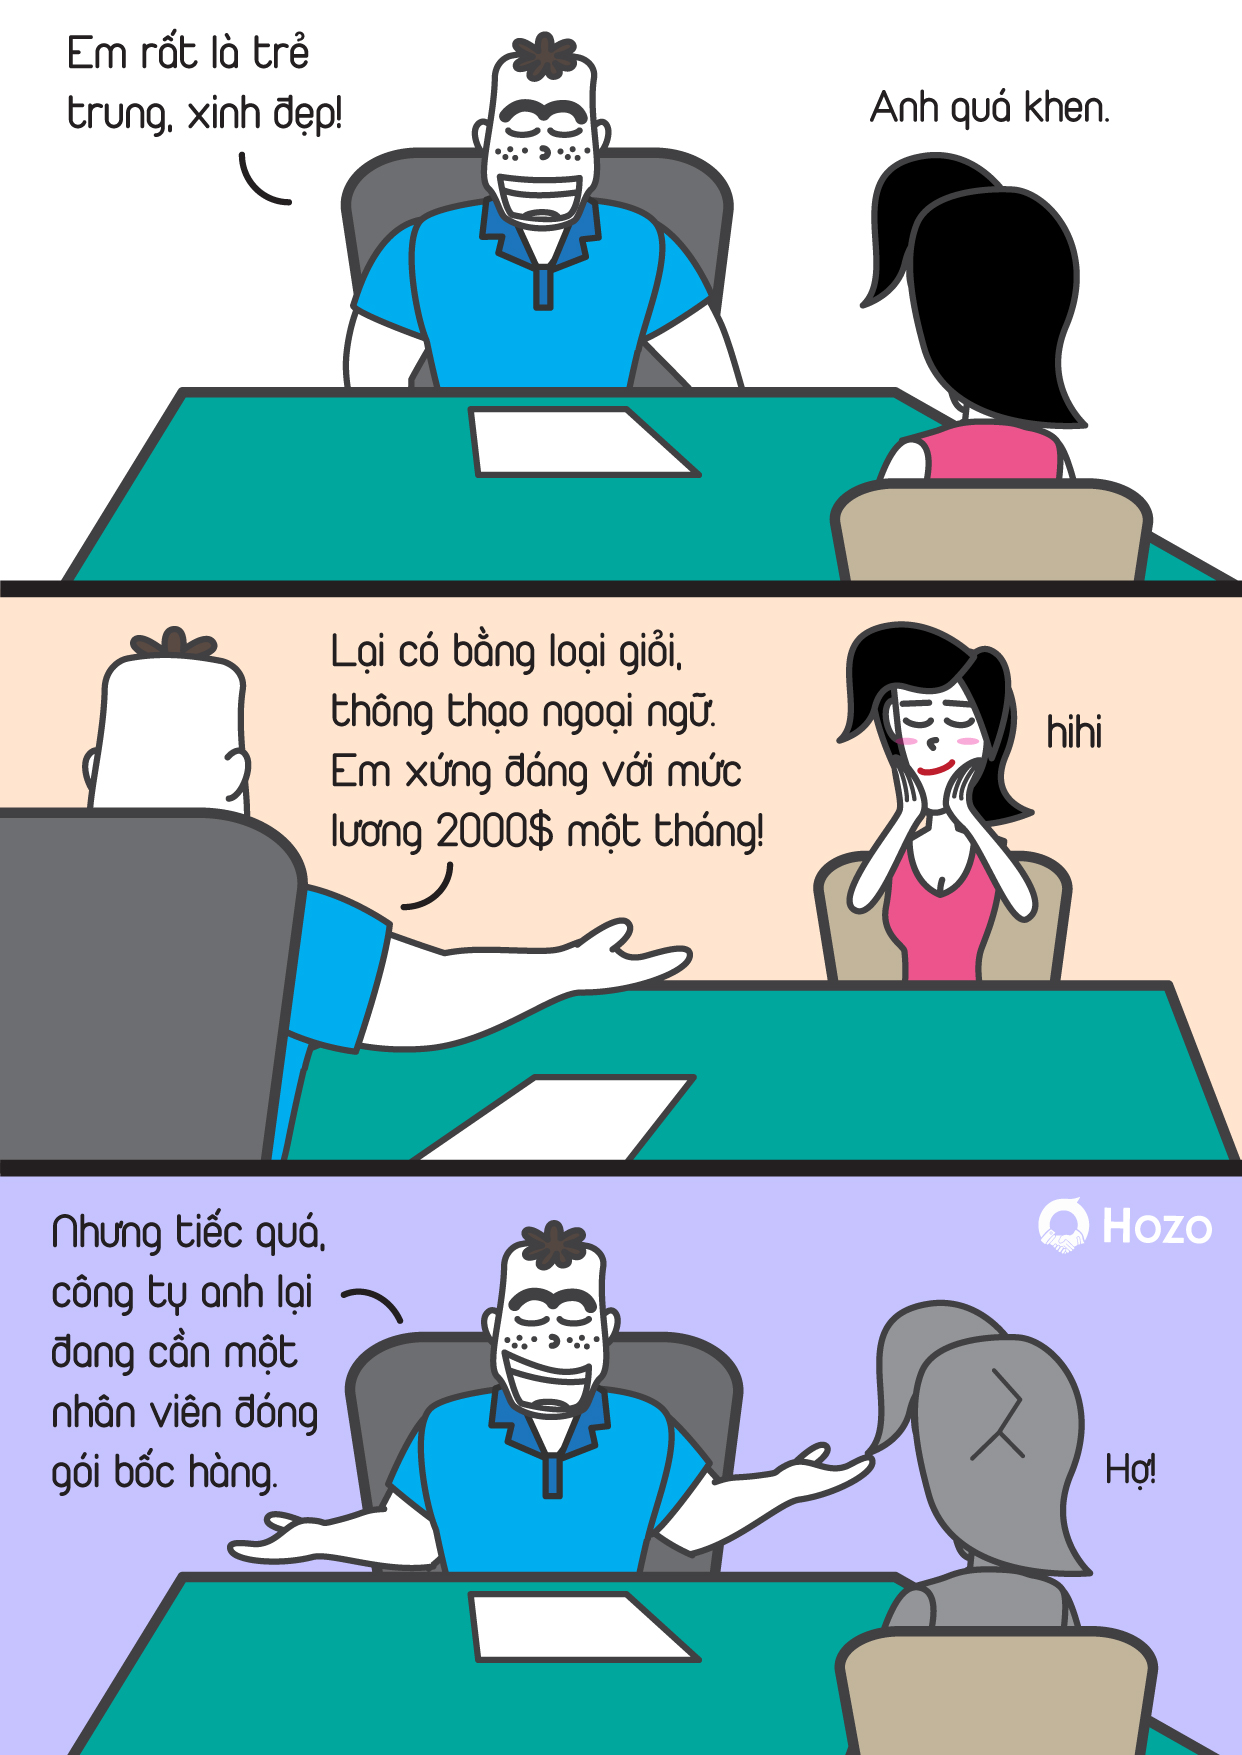 Em rất là trẻ
trung, xinh đẹp!
Anh quá khen.
Lại có bằng loại giỏi,
thông thạo ngoại ngữ.
Em xứng đáng với mức
lương 2000$ một tháng!
hihi
Hozo
Nhưng tiếc quá,
công ty anh lại
đang cần một
nhân viên đóng
gói bốc hàng.
Hợ!